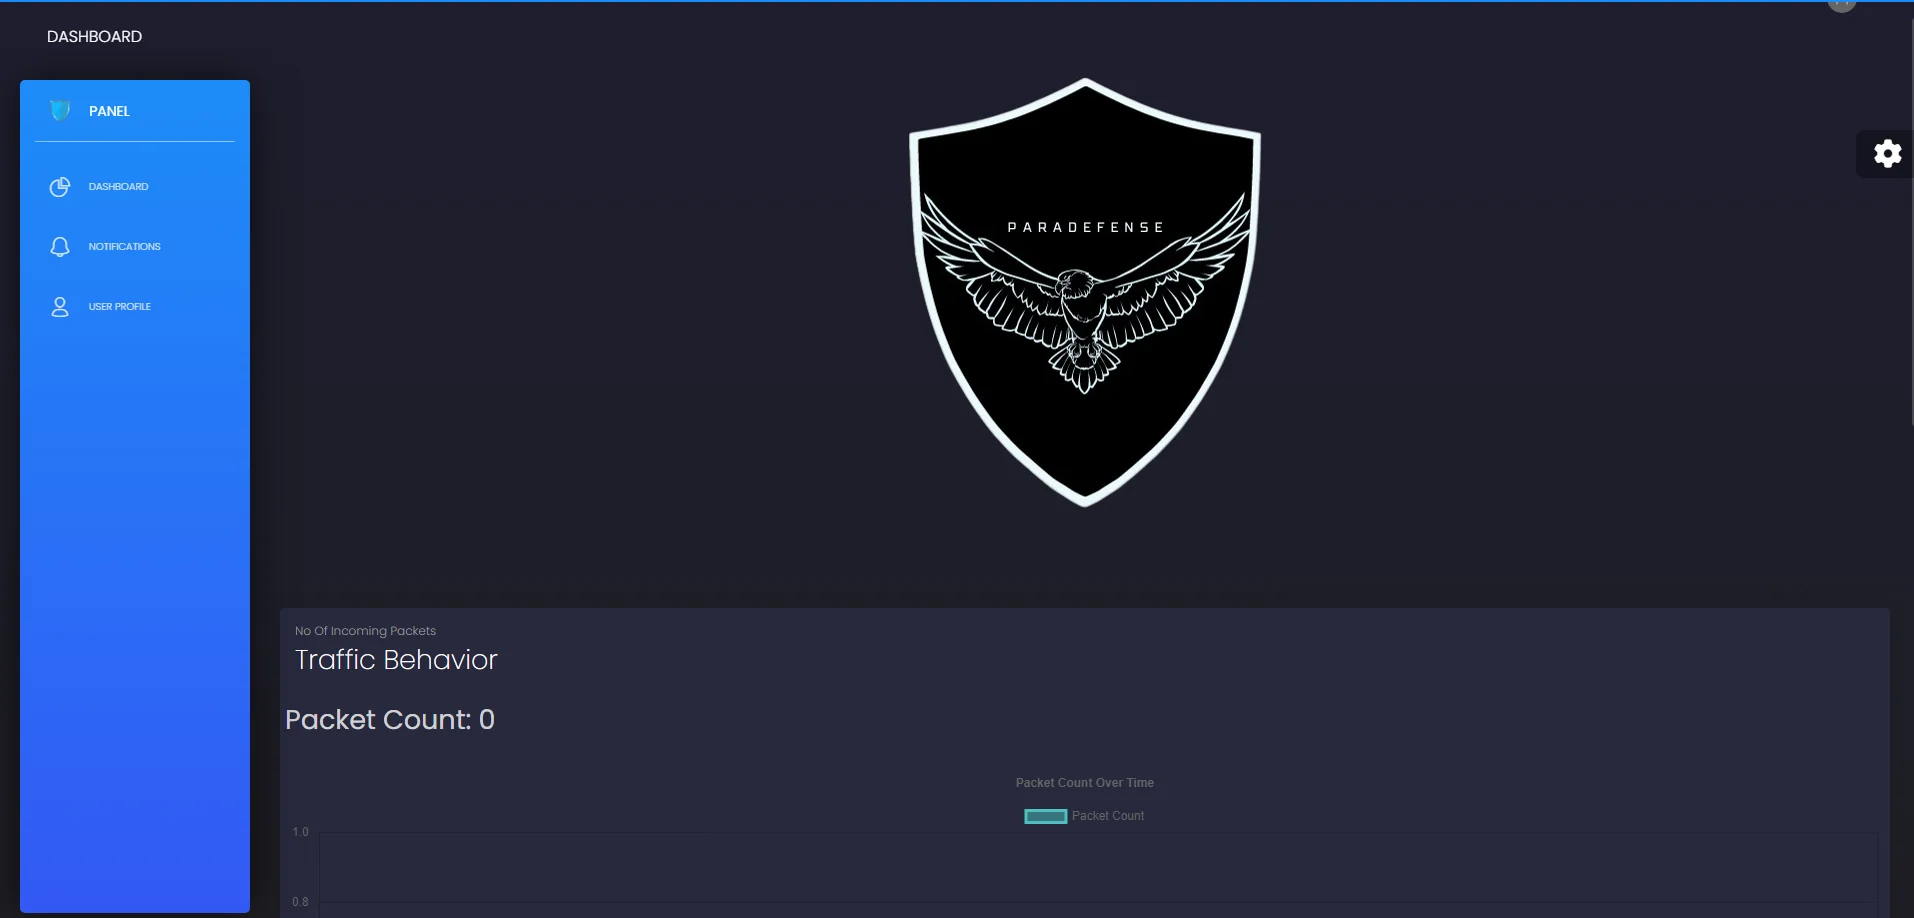 DASHBOARD
PANEL
DASHBOARD
NOTIFICATIONS
USER PROFILE
PARADEFENSE
No Of Incoming Packets
Traffic Behavior
Packet Count: 0
Packet Count Over Time
Packet Count
1.0
0.8